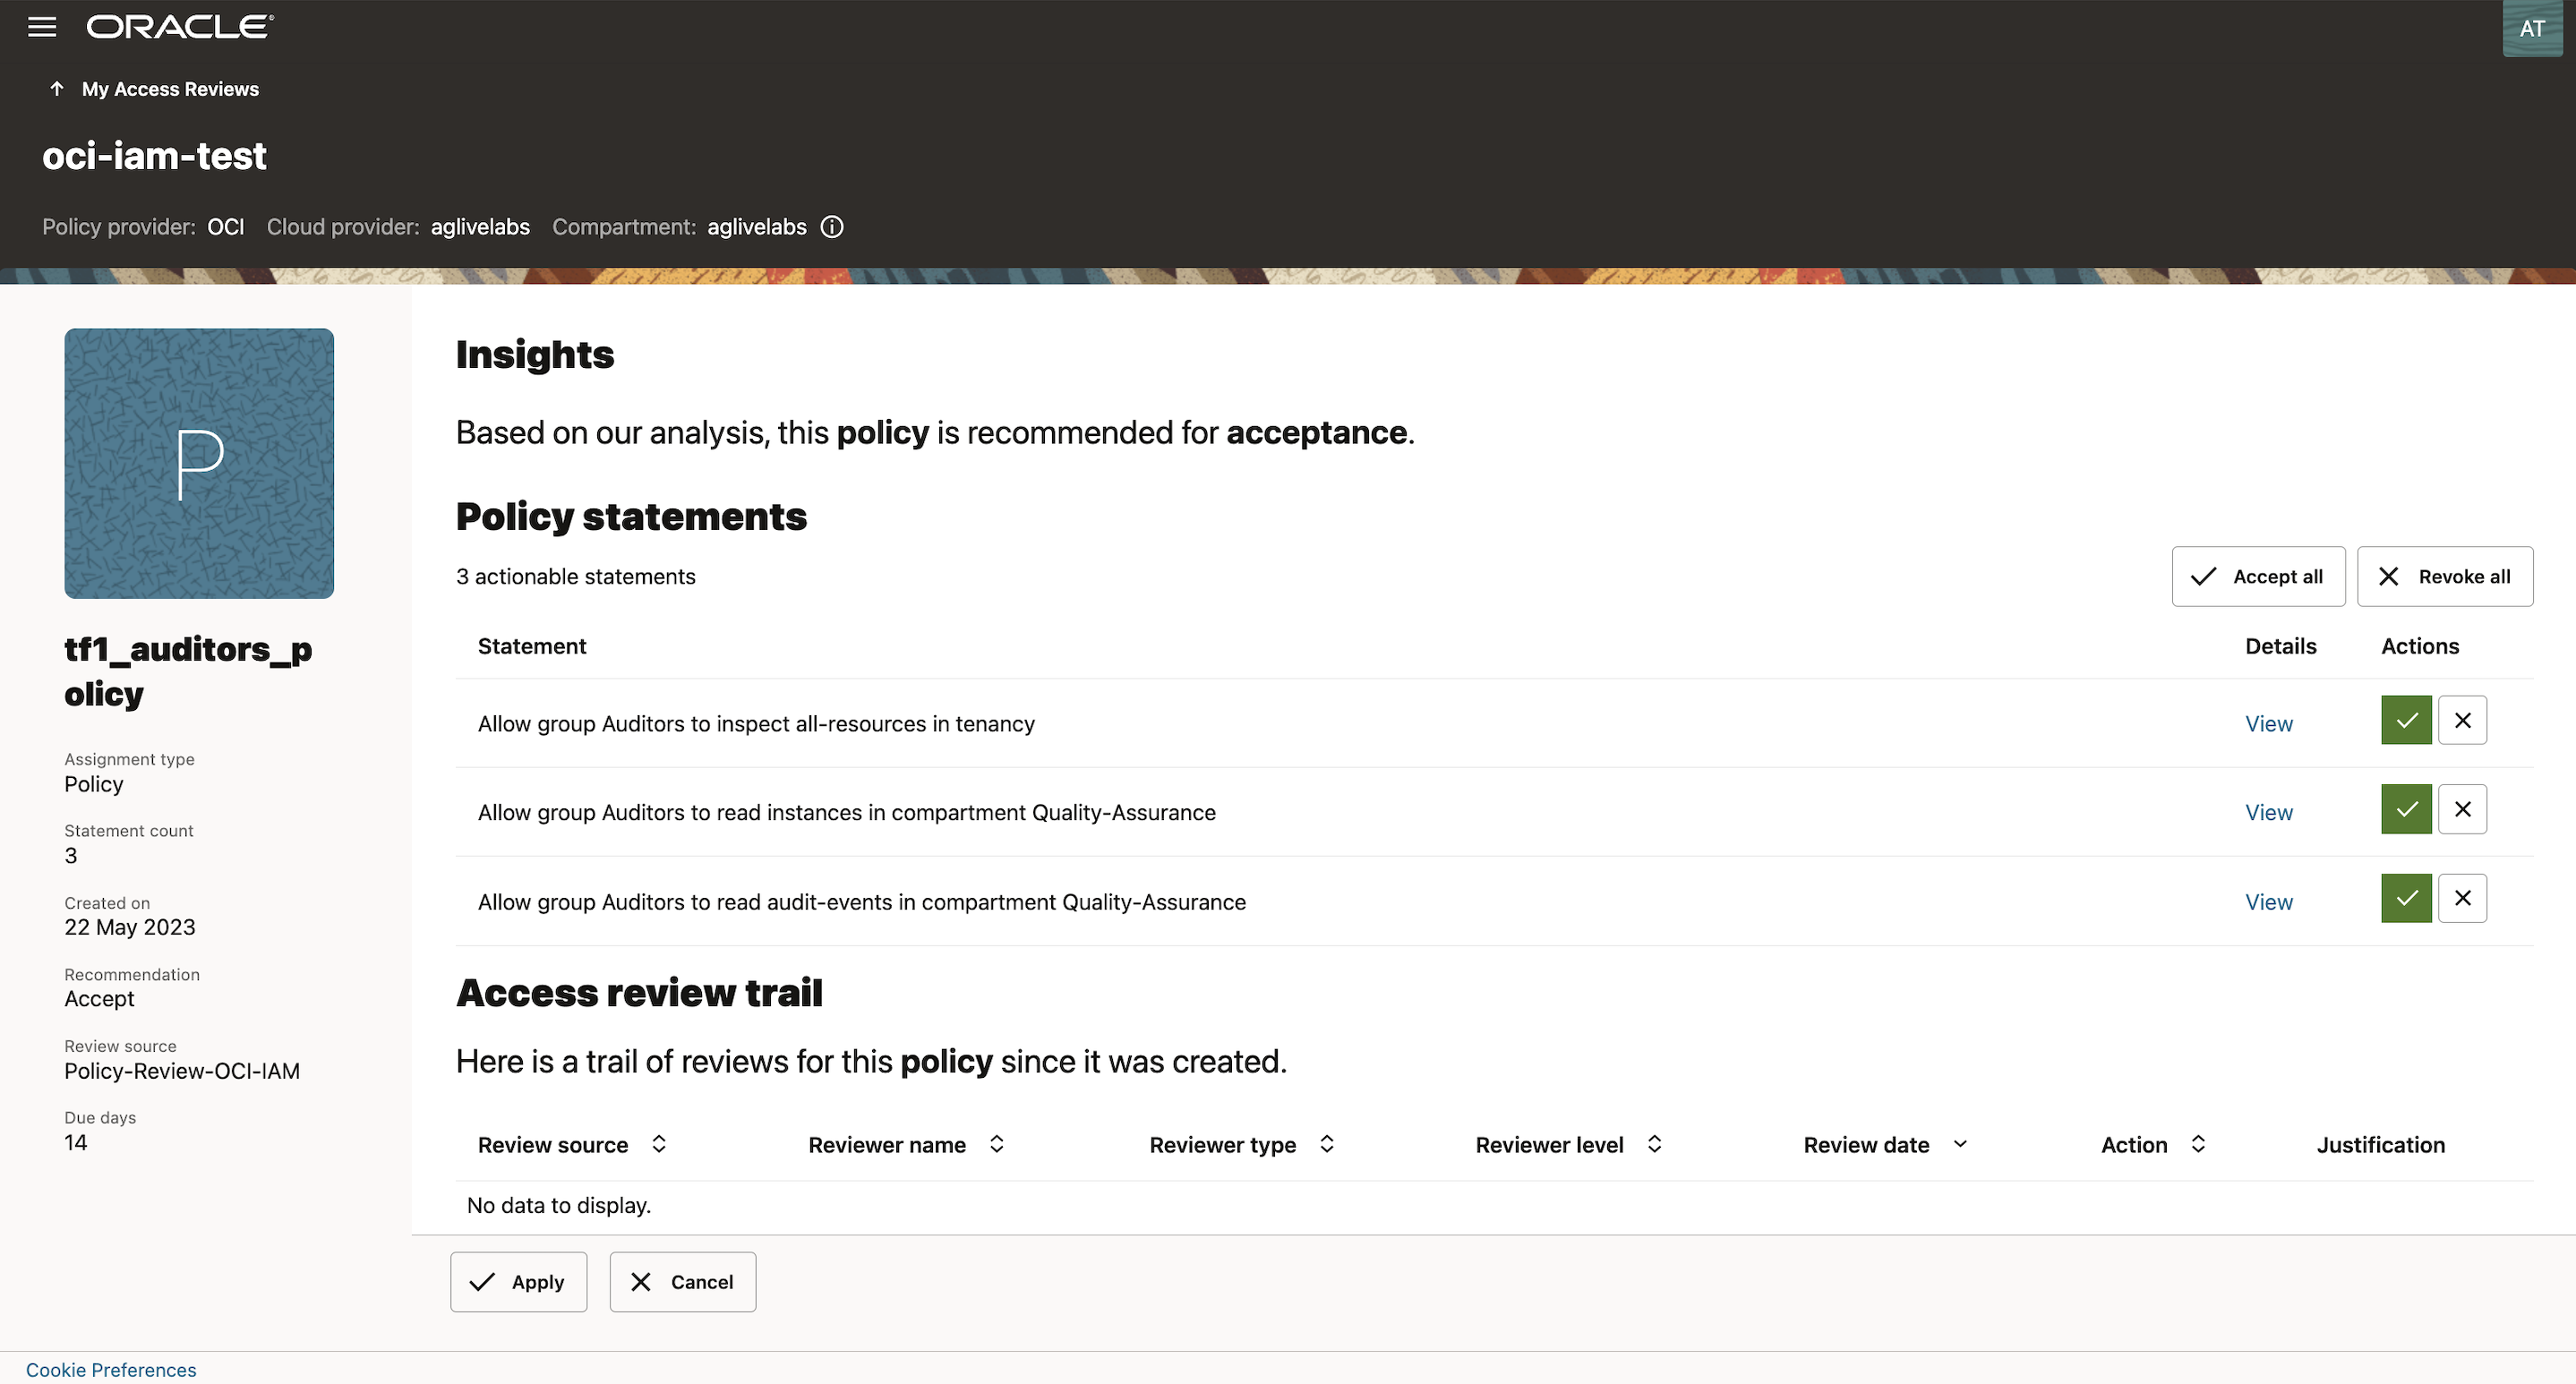 ORACLE
AT
My Access Reviews
oci-iam-test
Policy provider: OCI Cloud provider: aglivelabs Compartment: aglivelabs
P
tf1_auditors_p
olicy
Assignment type
Policy
Statement count
3
Created on
22 May 2023
Recommendation
Accept
Review source
Policy-Review-OCI-IAM
Due days
14
Insights
Based on our analysis, this policy is recommended for acceptance.
Policy statements
3 actionable statements
Accept all Revoke all
Statement Details Actions
Allow group Auditors to inspect all-resources in tenancy View
Allow group Auditors to read instances in compartment Quality-Assurance View
Allow group Auditors to read audit-events in compartment Quality-Assurance View
Access review trail
Here is a trail of reviews for this policy since it was created.
Review source Reviewer name Reviewer type Reviewer level Review date Action Justification
No data to display.
Apply Cancel
Cookie Preferences